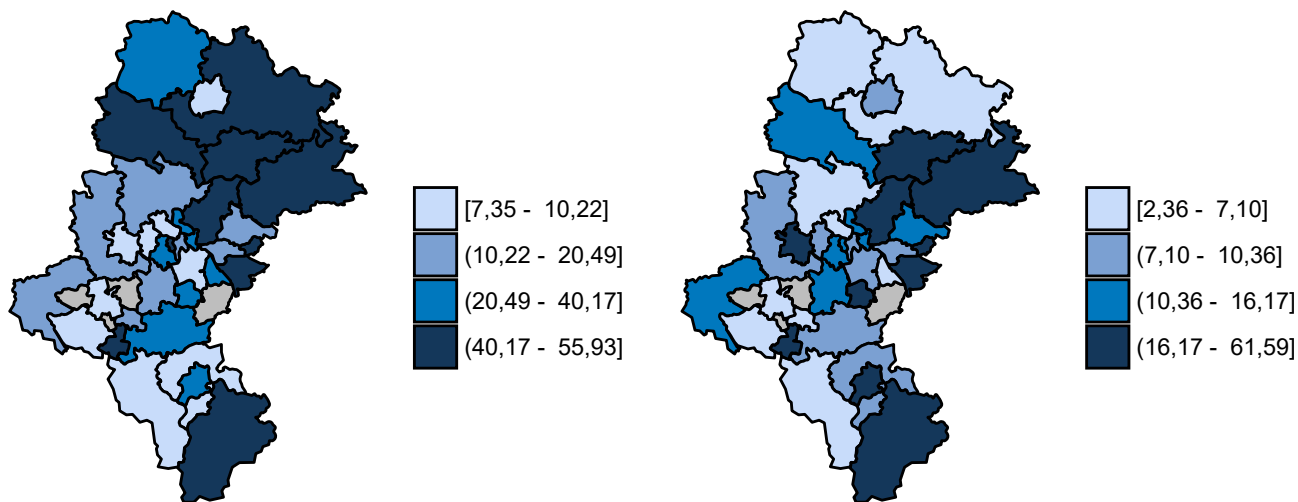 [7,35 - 10,22]
(10,22 - 20,49]
(20,49 - 40,17]
(40,17 - 55,93]
[2,36 - 7,10]
(7,10 - 10,36]
(10,36 - 16,17]
(16,17 - 61,59]